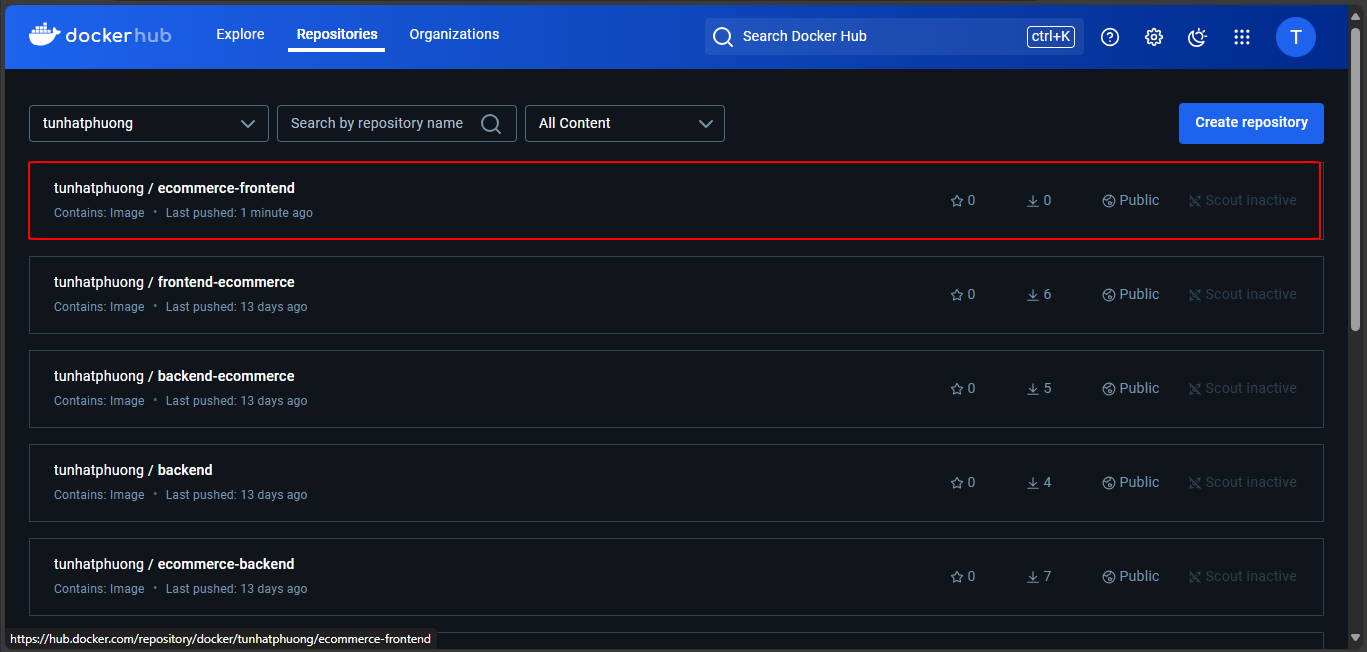 dockerhub Explore Repositories Organizations Search Docker Hub ctrl+K T
tunhatphuong Search by repository name All Content Create repository
tunhatphuong / ecommerce-frontend
Contains: Image • Last pushed: 1 minute ago
0 0 Public Scout inactive
tunhatphuong / frontend-ecommerce
Contains: Image • Last pushed: 13 days ago
0 6 Public Scout inactive
tunhatphuong / backend-ecommerce
Contains: Image • Last pushed: 13 days ago
0 5 Public Scout inactive
tunhatphuong / backend
Contains: Image • Last pushed: 13 days ago
0 4 Public Scout inactive
tunhatphuong / ecommerce-backend
Contains: Image • Last pushed: 13 days ago
0 7 Public Scout inactive
https://hub.docker.com/repository/docker/tunhatphuong/ecommerce-frontend